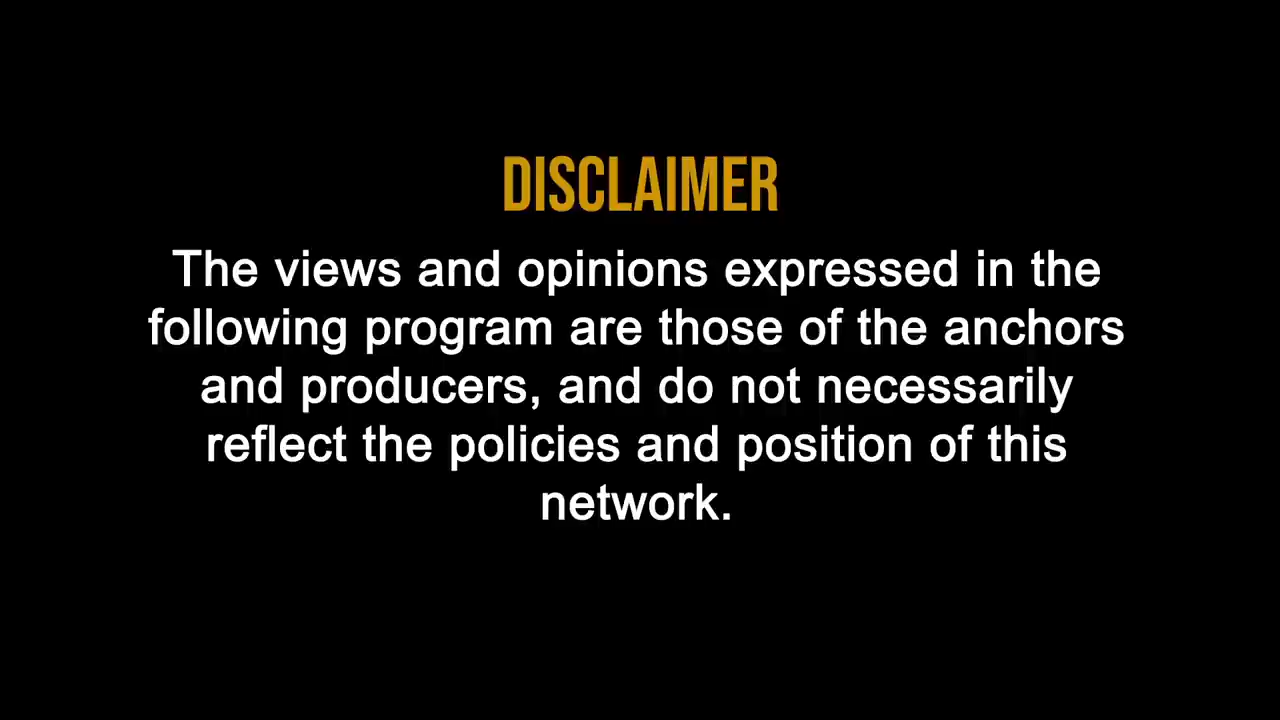 DISCLAIMER
The views and opinions expressed in the
following program are those of the anchors
and producers, and do not necessarily
reflect the policies and position of this
network.